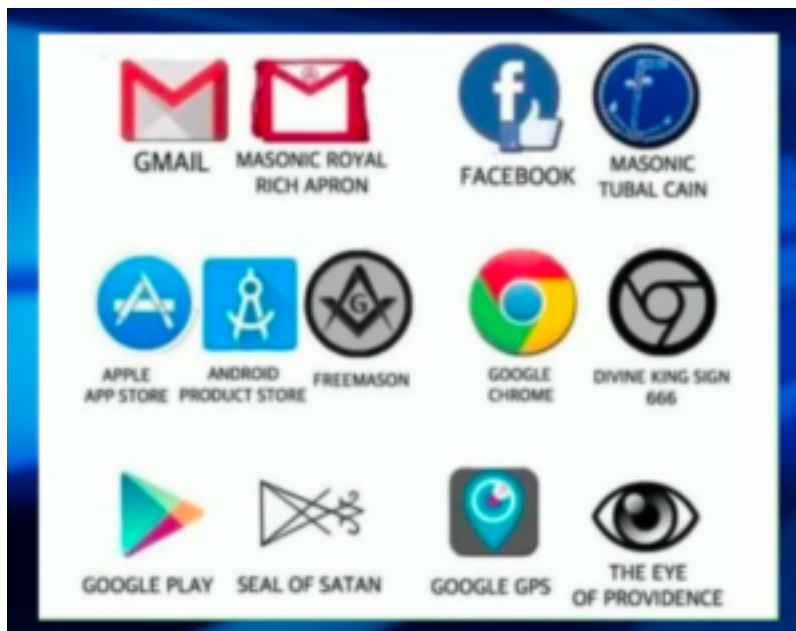 GMAIL
MASONIC ROYAL
RICH APRON
FACEBOOK
MASONIC
TUBAL CAIN
G
APPLE
APP STORE
ANDROID
PRODUCT STORE
FREEMASON
GOOGLE
CHROME
DIVINE KING SIGN
666
GOOGLE PLAY
SEAL OF SATAN
GOOGLE GPS
THE EYE
OF PROVIDENCE